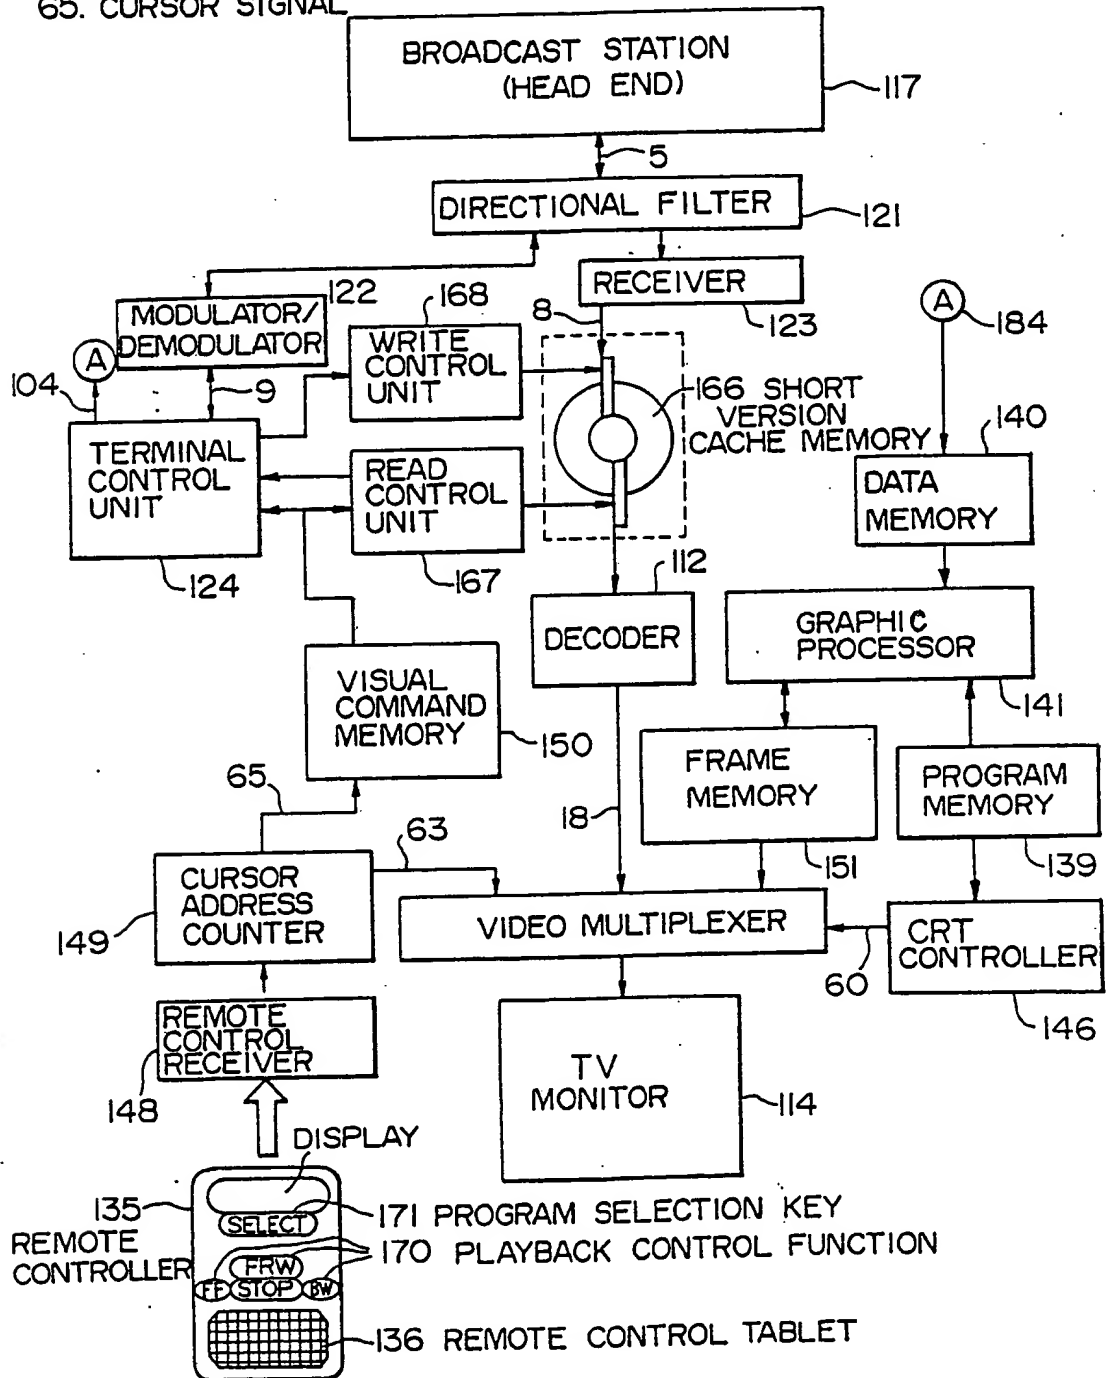 65. CURSOR SIGNAL
BROADCAST STATION
(HEAD END)
117
5
DIRECTIONAL FILTER
121
RECEIVER
123
8
122
MODULATOR/
DEMODULATOR
168
WRITE
CONTROL
UNIT
A
184
A
104
9
166 SHORT
VERSION
CACHE MEMORY
140
TERMINAL
CONTROL
UNIT
124
READ
CONTROL
UNIT
167
DATA
MEMORY
112
DECODER
GRAPHIC
PROCESSOR
141
VISUAL
COMMAND
MEMORY
150
FRAME
MEMORY
151
PROGRAM
MEMORY
139
65
63
18
CURSOR
ADDRESS
COUNTER
149
VIDEO MULTIPLEXER
60
CRT
CONTROLLER
146
REMOTE
CONTROL
RECEIVER
148
TV
MONITOR
114
DISPLAY
135
REMOTE
CONTROLLER
SELECT
171 PROGRAM SELECTION KEY
170 PLAYBACK CONTROL FUNCTION
FRW
FF
STOP
BW
136 REMOTE CONTROL TABLET